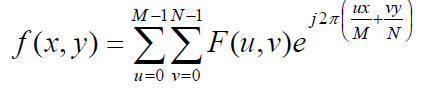 f(x, y) = \sum_{u=0}^{M-1} \sum_{v=0}^{N-1} F(u, v) e^{j2\pi\left(\frac{ux}{M}+\frac{vy}{N}\right)}